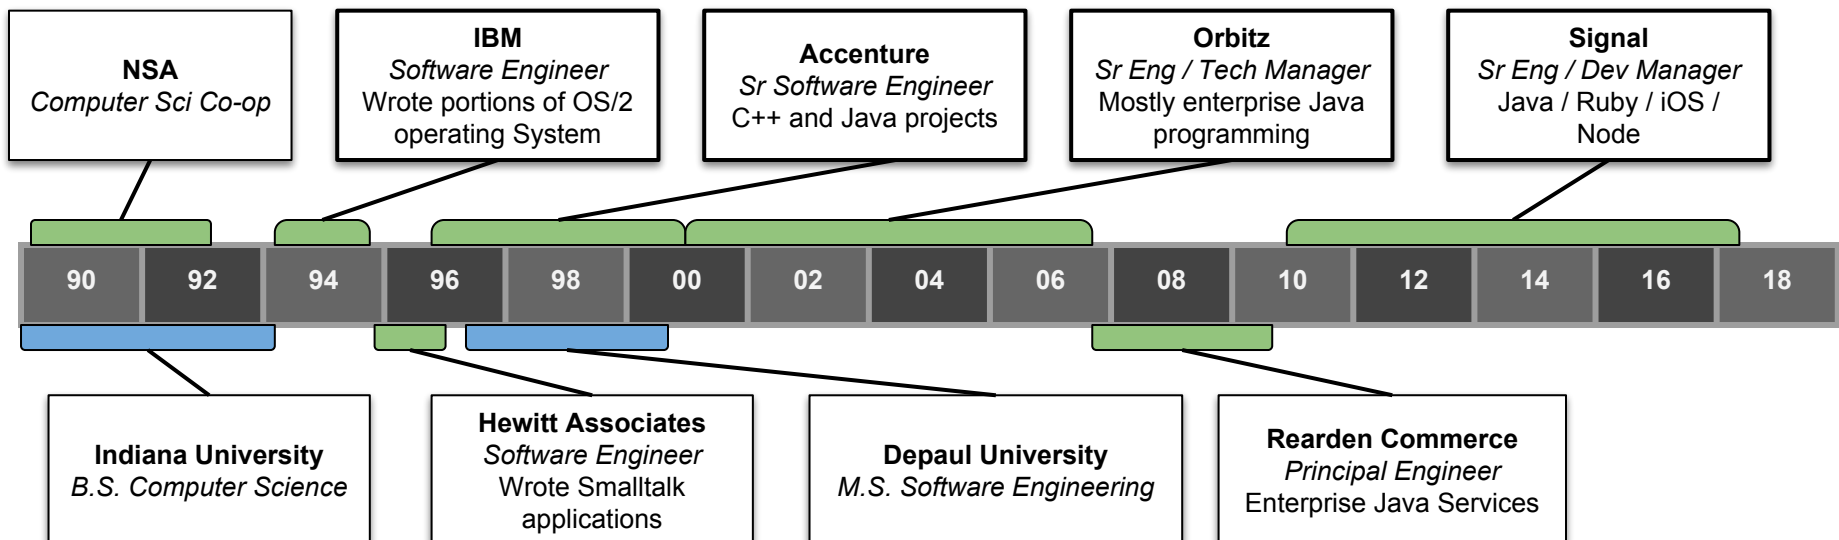 NSA
Computer Sci Co-op
IBM
Software Engineer
Wrote portions of OS/2
operating System
Accenture
Sr Software Engineer
C++ and Java projects
Orbitz
Sr Eng / Tech Manager
Mostly enterprise Java
programming
Signal
Sr Eng / Dev Manager
Java / Ruby / iOS /
Node
90 92 94 96 98 00 02 04 06 08 10 12 14 16 18
Indiana University
B.S. Computer Science
Hewitt Associates
Software Engineer
Wrote Smalltalk
applications
Depaul University
M.S. Software Engineering
Rearden Commerce
Principal Engineer
Enterprise Java Services